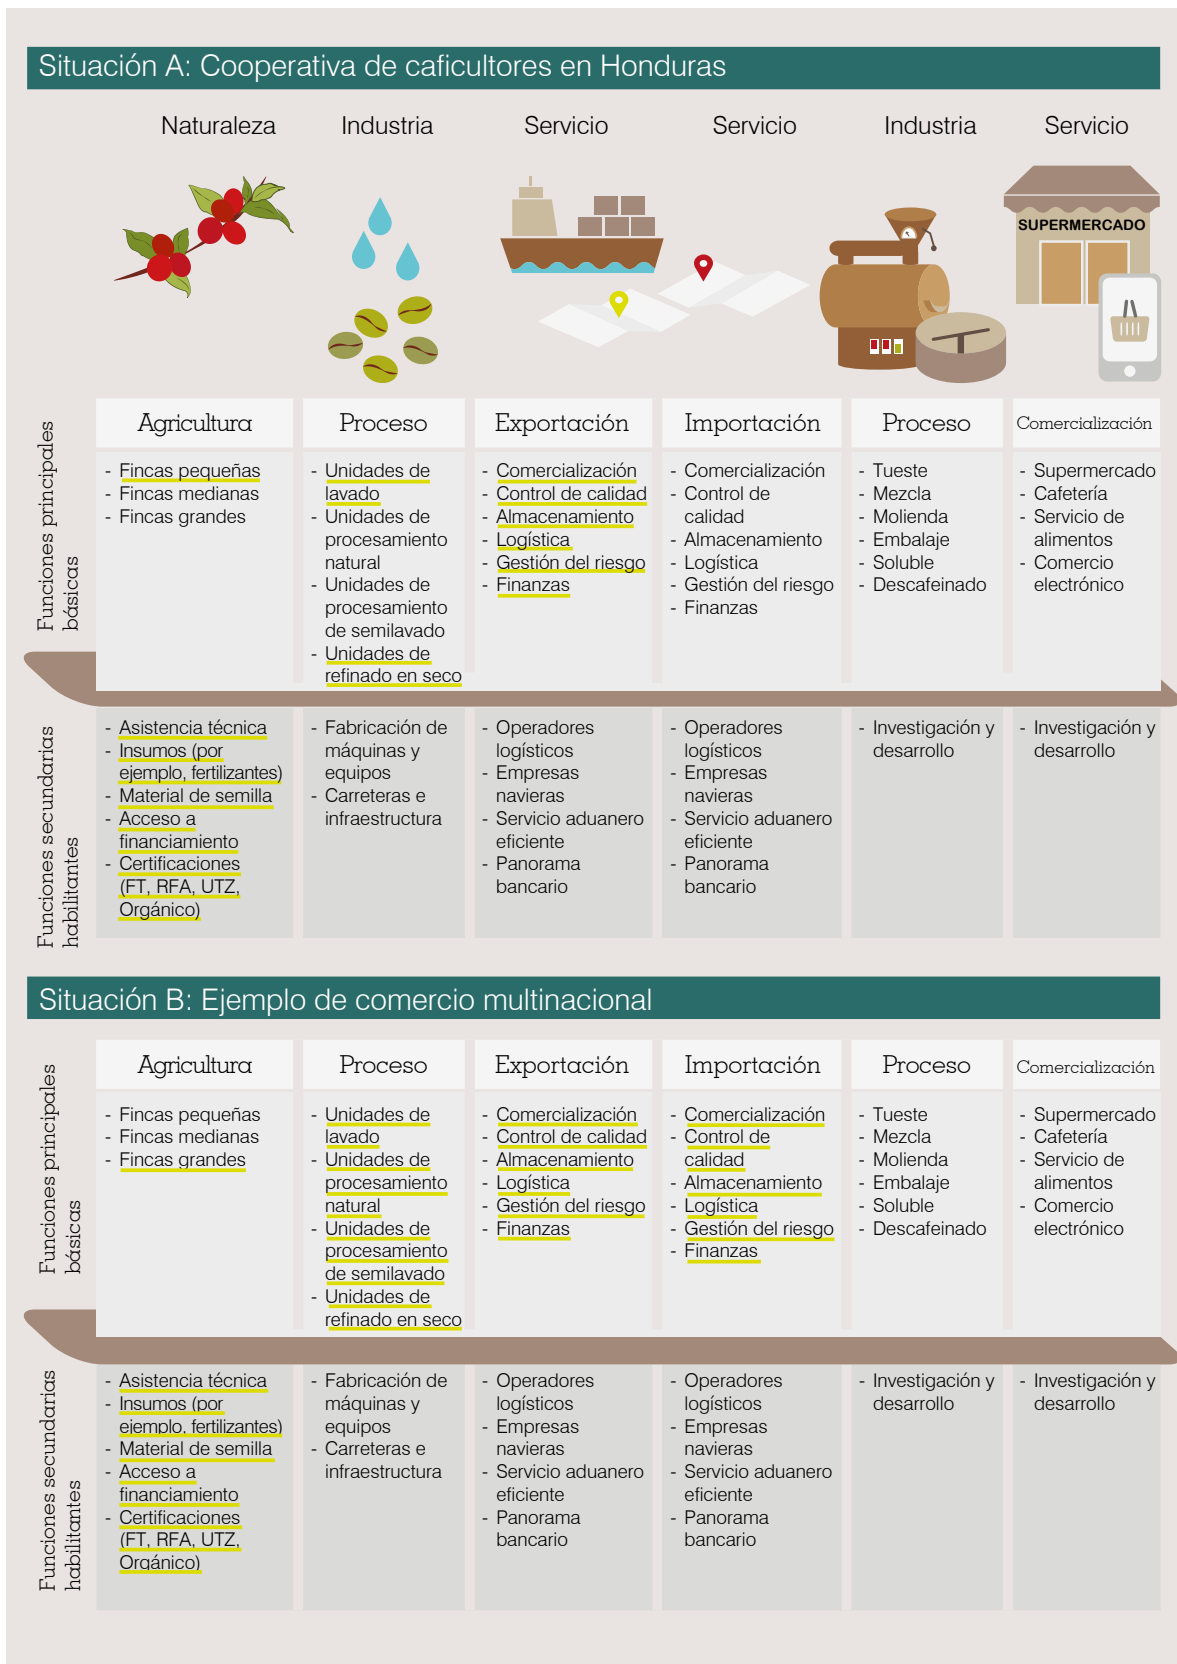 Situación A: Cooperativa de caficultores en Honduras
Naturaleza
Industria
Servicio
Servicio
Industria
Servicio
SUPERMERCADO
Funciones principales
básicas
Agricultura
- Fincas pequeñas
- Fincas medianas
- Fincas grandes
Proceso
- Unidades de
lavado
- Unidades de
procesamiento
natural
- Unidades de
procesamiento
de semilavado
- Unidades de
refinado en seco
Exportación
- Comercialización
- Control de calidad
- Almacenamiento
- Logística
- Gestión del riesgo
- Finanzas
Importación
- Comercialización
- Control de
calidad
- Almacenamiento
- Logística
- Gestión del riesgo
- Finanzas
Proceso
- Tueste
- Mezcla
- Molienda
- Embalaje
- Soluble
- Descafeinado
Comercialización
- Supermercado
- Cafetería
- Servicio de
alimentos
- Comercio
electrónico
Funciones secundarias
habilitantes
- Asistencia técnica
- Insumos (por
ejemplo, fertilizantes)
- Material de semilla
- Acceso a
financiamiento
- Certificaciones
(FT, RFA, UTZ,
Orgánico)
- Fabricación de
máquinas y
equipos
- Carreteras e
infraestructura
- Operadores
logísticos
- Empresas
navieras
- Servicio aduanero
eficiente
- Panorama
bancario
- Operadores
logísticos
- Empresas
navieras
- Servicio aduanero
eficiente
- Panorama
bancario
- Investigación y
desarrollo
- Investigación y
desarrollo
Situación B: Ejemplo de comercio multinacional
Funciones principales
básicas
Agricultura
- Fincas pequeñas
- Fincas medianas
- Fincas grandes
Proceso
- Unidades de
lavado
- Unidades de
procesamiento
natural
- Unidades de
procesamiento
de semilavado
- Unidades de
refinado en seco
Exportación
- Comercialización
- Control de calidad
- Almacenamiento
- Logística
- Gestión del riesgo
- Finanzas
Importación
- Comercialización
- Control de
calidad
- Almacenamiento
- Logística
- Gestión del riesgo
- Finanzas
Proceso
- Tueste
- Mezcla
- Molienda
- Embalaje
- Soluble
- Descafeinado
Comercialización
- Supermercado
- Cafetería
- Servicio de
alimentos
- Comercio
electrónico
Funciones secundarias
habilitantes
- Asistencia técnica
- Insumos (por
ejemplo, fertilizantes)
- Material de semilla
- Acceso a
financiamiento
- Certificaciones
(FT, RFA, UTZ,
Orgánico)
- Fabricación de
máquinas y
equipos
- Carreteras e
infraestructura
- Operadores
logísticos
- Empresas
navieras
- Servicio aduanero
eficiente
- Panorama
bancario
- Operadores
logísticos
- Empresas
navieras
- Servicio aduanero
eficiente
- Panorama
bancario
- Investigación y
desarrollo
- Investigación y
desarrollo